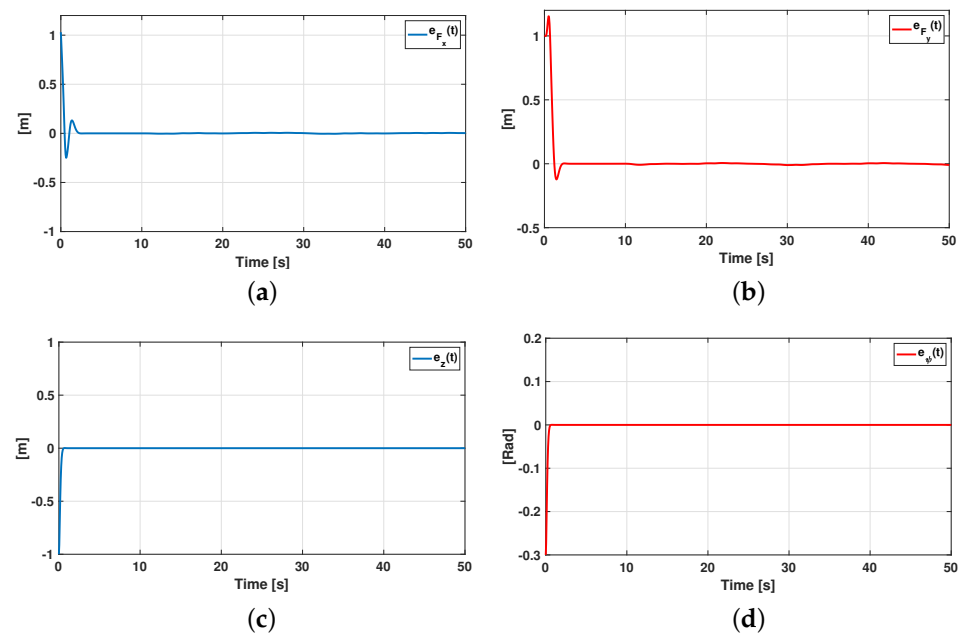 e_{F_x}(t)
1
0.5
0
-0.5
-1
[m]
0 10 20 30 40 50
Time [s]
(a)
e_{F_y}(t)
1
0.5
0
-0.5
[m]
0 10 20 30 40 50
Time [s]
(b)
e_z(t)
1
0.5
0
-0.5
-1
[m]
0 10 20 30 40 50
Time [s]
(c)
e_ψ(t)
0.2
0.1
0
-0.1
-0.2
-0.3
[Rad]
0 10 20 30 40 50
Time [s]
(d)